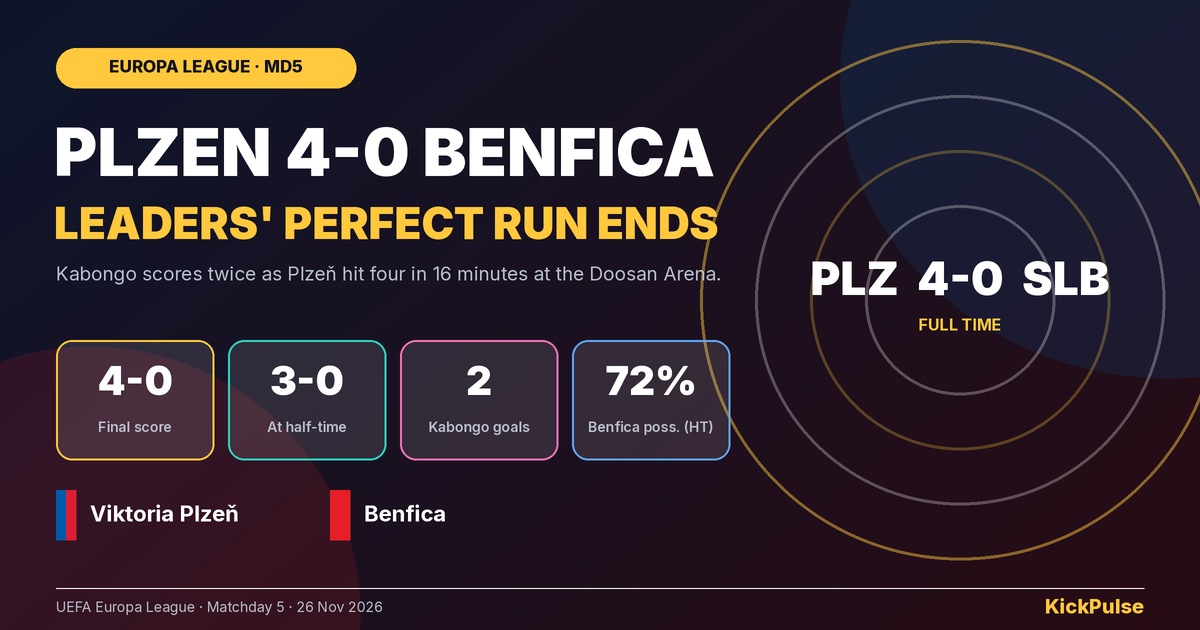 EUROPA LEAGUE · MD5
PLZEN 4-0 BENFICA
LEADERS' PERFECT RUN ENDS
Kabongo scores twice as Plzeň hit four in 16 minutes at the Doosan Arena.
PLZ 4-0 SLB
FULL TIME
4-0
Final score
3-0
At half-time
2
Kabongo goals
72%
Benfica poss. (HT)
Viktoria Plzeň
Benfica
UEFA Europa League · Matchday 5 · 26 Nov 2026
KickPulse